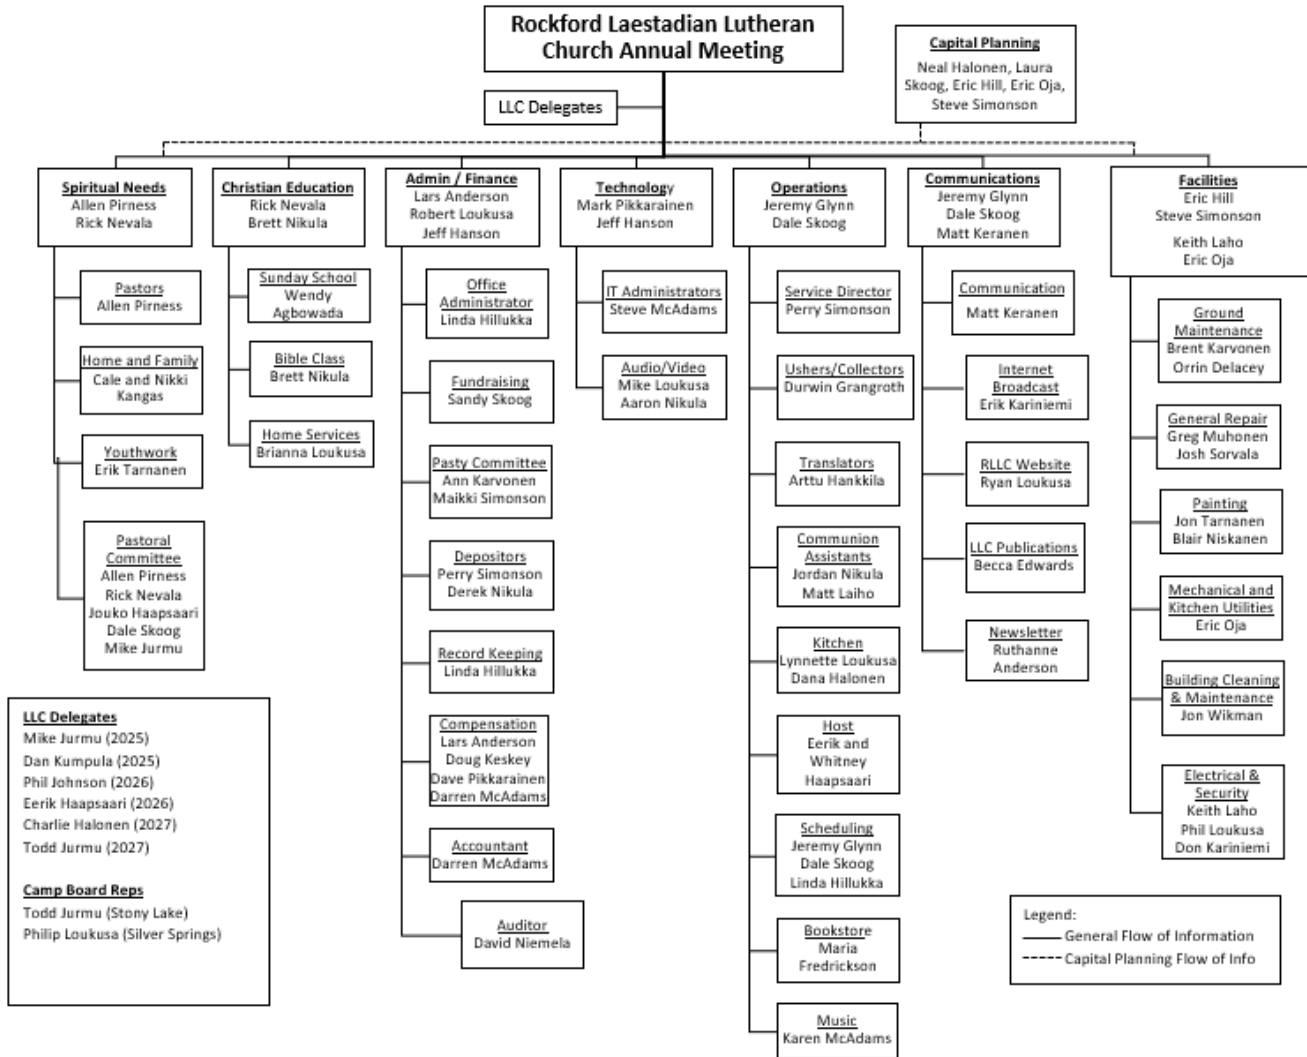 Rockford Laestadian Lutheran
Church Annual Meeting
Capital Planning
Neal Halonen, Laura
Skoog, Eric Hill, Eric Oja,
Steve Simonson
LLC Delegates
Spiritual Needs
Allen Pirness
Rick Nevala
Pastors
Allen Pirness
Home and Family
Cale and Nikki
Kangas
Youthwork
Erik Tarnanen
Pastoral
Committee
Allen Pirness
Rick Nevala
Jouko Haapsaari
Dale Skoog
Mike Jurmu
Christian Education
Rick Nevala
Brett Nikula
Sunday School
Wendy
Agbowada
Bible Class
Brett Nikula
Home Services
Brianna Loukusa
Admin / Finance
Lars Anderson
Robert Loukusa
Jeff Hanson
Office
Administrator
Linda Hillukka
Fundraising
Sandy Skoog
Pasty Committee
Ann Karvonen
Maikki Simonson
Depositors
Perry Simonson
Derek Nikula
Record Keeping
Linda Hillukka
Compensation
Lars Anderson
Doug Keskey
Dave Pikkarainen
Darren McAdams
Accountant
Darren McAdams
Auditor
David Niemela
Technology
Mark Pikkarainen
Jeff Hanson
IT Administrators
Steve McAdams
Audio/Video
Mike Loukusa
Aaron Nikula
Operations
Jeremy Glynn
Dale Skoog
Service Director
Perry Simonson
Ushers/Collectors
Durwin Grangroth
Translators
Arttu Hankkila
Communion
Assistants
Jordan Nikula
Matt Laiho
Kitchen
Lynnette Loukusa
Dana Halonen
Host
Eerik and
Whitney
Haapsaari
Scheduling
Jeremy Glynn
Dale Skoog
Linda Hillukka
Bookstore
Maria
Fredrickson
Music
Karen McAdams
Communications
Jeremy Glynn
Dale Skoog
Matt Keranen
Communication
Matt Keranen
Internet
Broadcast
Erik Kariniemi
RLLC Website
Ryan Loukusa
LLC Publications
Becca Edwards
Newsletter
Ruthanne
Anderson
Facilities
Eric Hill
Steve Simonson
Keith Laho
Eric Oja
Ground
Maintenance
Brent Karvonen
Orrin Delacey
General Repair
Greg Muhonen
Josh Sorvala
Painting
Jon Tarnanen
Blair Niskanen
Mechanical and
Kitchen Utilities
Eric Oja
Building Cleaning
& Maintenance
Jon Wikman
Electrical &
Security
Keith Laho
Phil Loukusa
Don Kariniemi
LLC Delegates
Mike Jurmu (2025)
Dan Kumpula (2025)
Phil Johnson (2026)
Eerik Haapsaari (2026)
Charlie Halonen (2027)
Todd Jurmu (2027)
Camp Board Reps
Todd Jurmu (Stony Lake)
Philip Loukusa (Silver Springs)
Legend:
General Flow of Information
Capital Planning Flow of Info